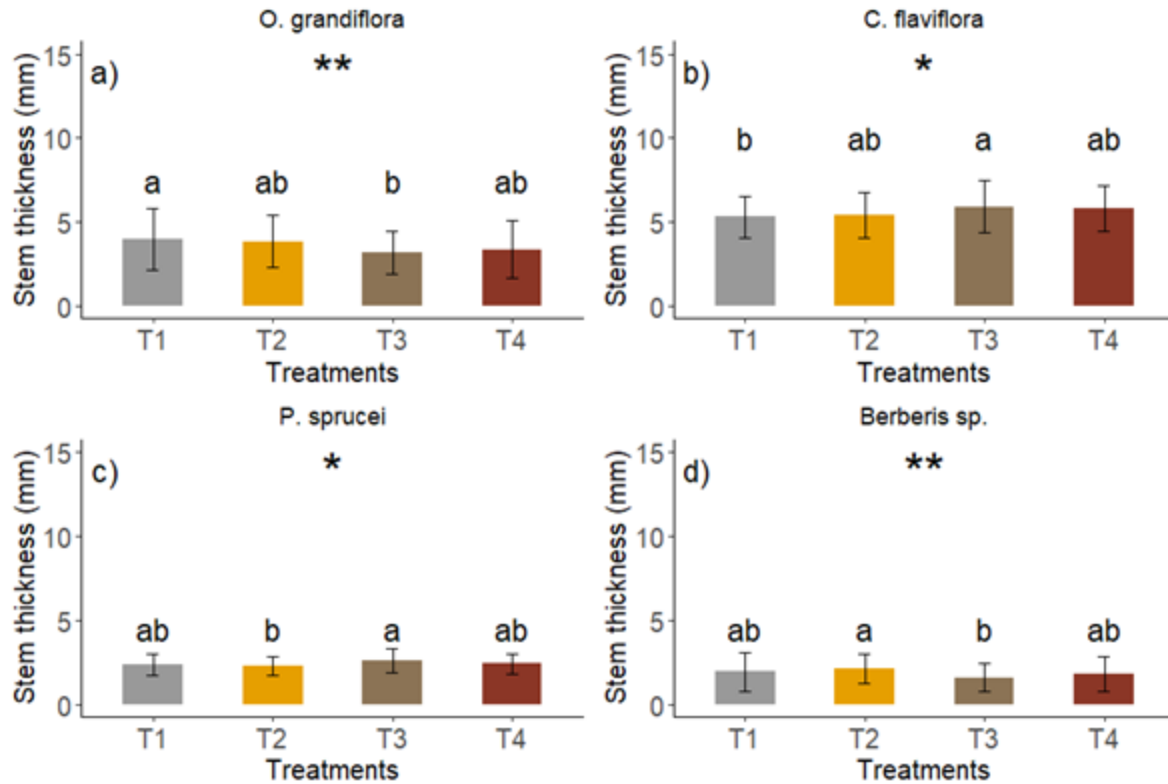 O. grandiflora
a)
**
Stem thickness (mm)
15
10
5
0
a ab b ab
T1 T2 T3 T4
Treatments
C. flaviflora
b)
*
Stem thickness (mm)
15
10
5
0
b ab a ab
T1 T2 T3 T4
Treatments
P. sprucei
c)
*
Stem thickness (mm)
15
10
5
0
ab b a ab
T1 T2 T3 T4
Treatments
Berberis sp.
d)
**
Stem thickness (mm)
15
10
5
0
ab a b ab
T1 T2 T3 T4
Treatments